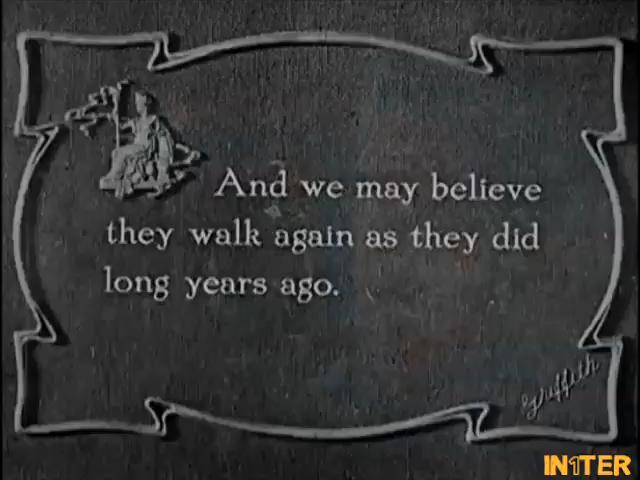 And we may believe
they walk again as they did
long years ago.
Griffith
IN1TER